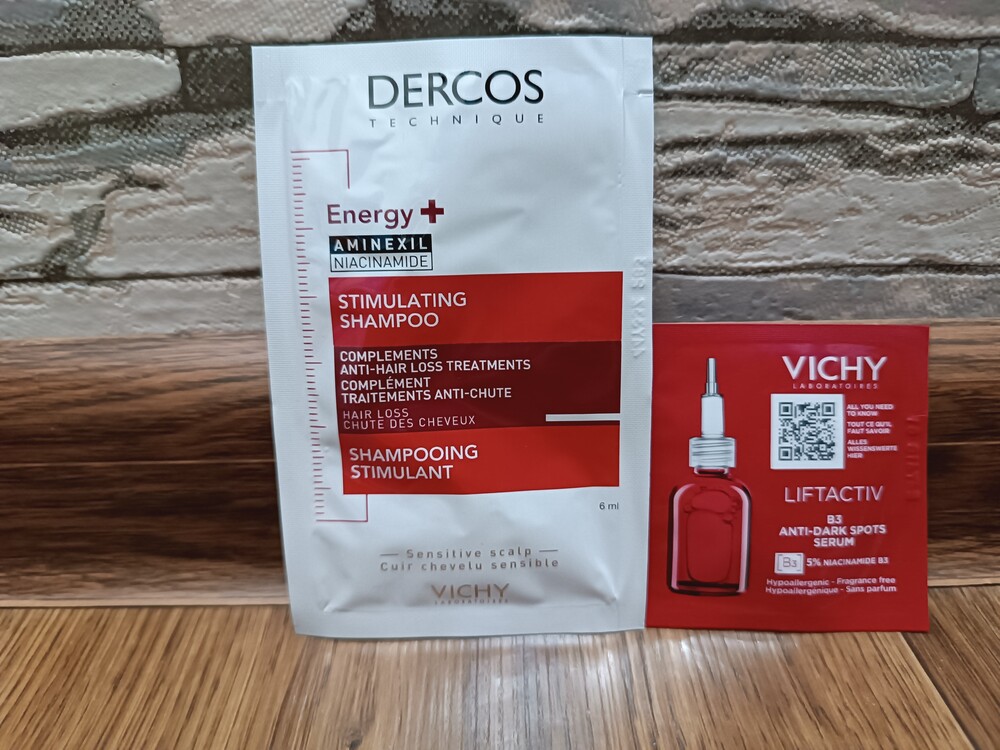 DERCOS
TECHNIQUE
Energy+
AMINEXIL
NIACINAMIDE
STIMULATING
SHAMPOO
COMPLEMENTS
ANTI-HAIR LOSS TREATMENTS
COMPLÉMENT
TRAITEMENTS ANTI-CHUTE
HAIR LOSS
CHUTE DES CHEVEUX
SHAMPOOING
STIMULANT
6 ml
Sensitive scalp
Cuir chevelu sensible
VICHY
LABORATOIRES
VICHY
LABORATOIRES
ALL YOU NEED
TO KNOW
TOUT CE QU'IL
FAUT SAVOIR
ALLES
WISSENSWERTE
HIER
LIFTACTIV
B3
ANTI-DARK SPOTS
SERUM
[B3] 5% NIACINAMIDE B3
Hypoallergenic - Fragrance free
Hypoallergénique - Sans parfum